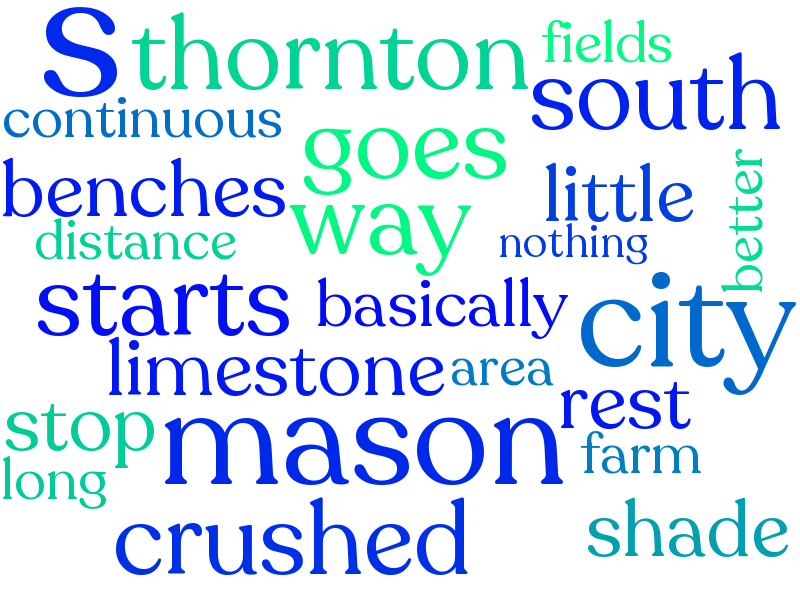 s thornton fields
continuous south
goes
benches little better
way
distance nothing
starts basically city
limestone area
rest
stop mason farm
long
crushed shade